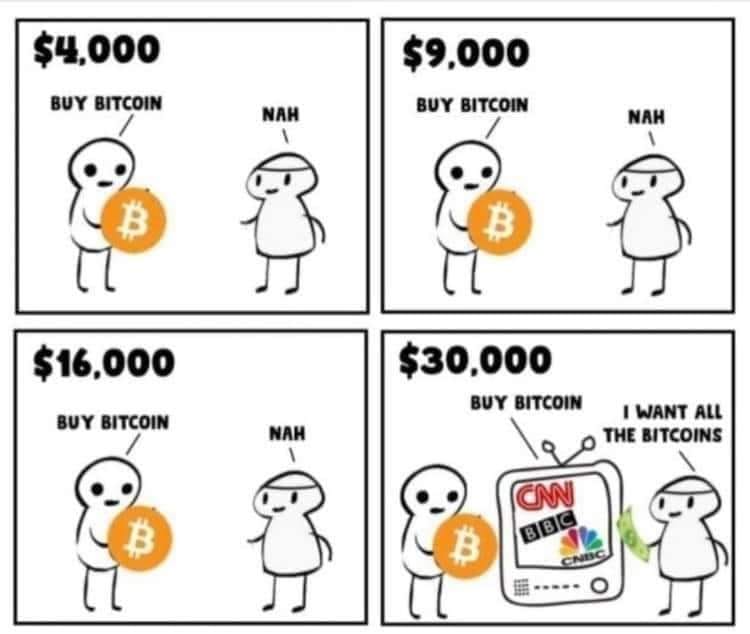 $4,000
BUY BITCOIN
NAH
₿
$9,000
BUY BITCOIN
NAH
₿
$16,000
BUY BITCOIN
NAH
₿
$30,000
BUY BITCOIN
I WANT ALL
THE BITCOINS
₿
CNN
BBC
CNBC
$